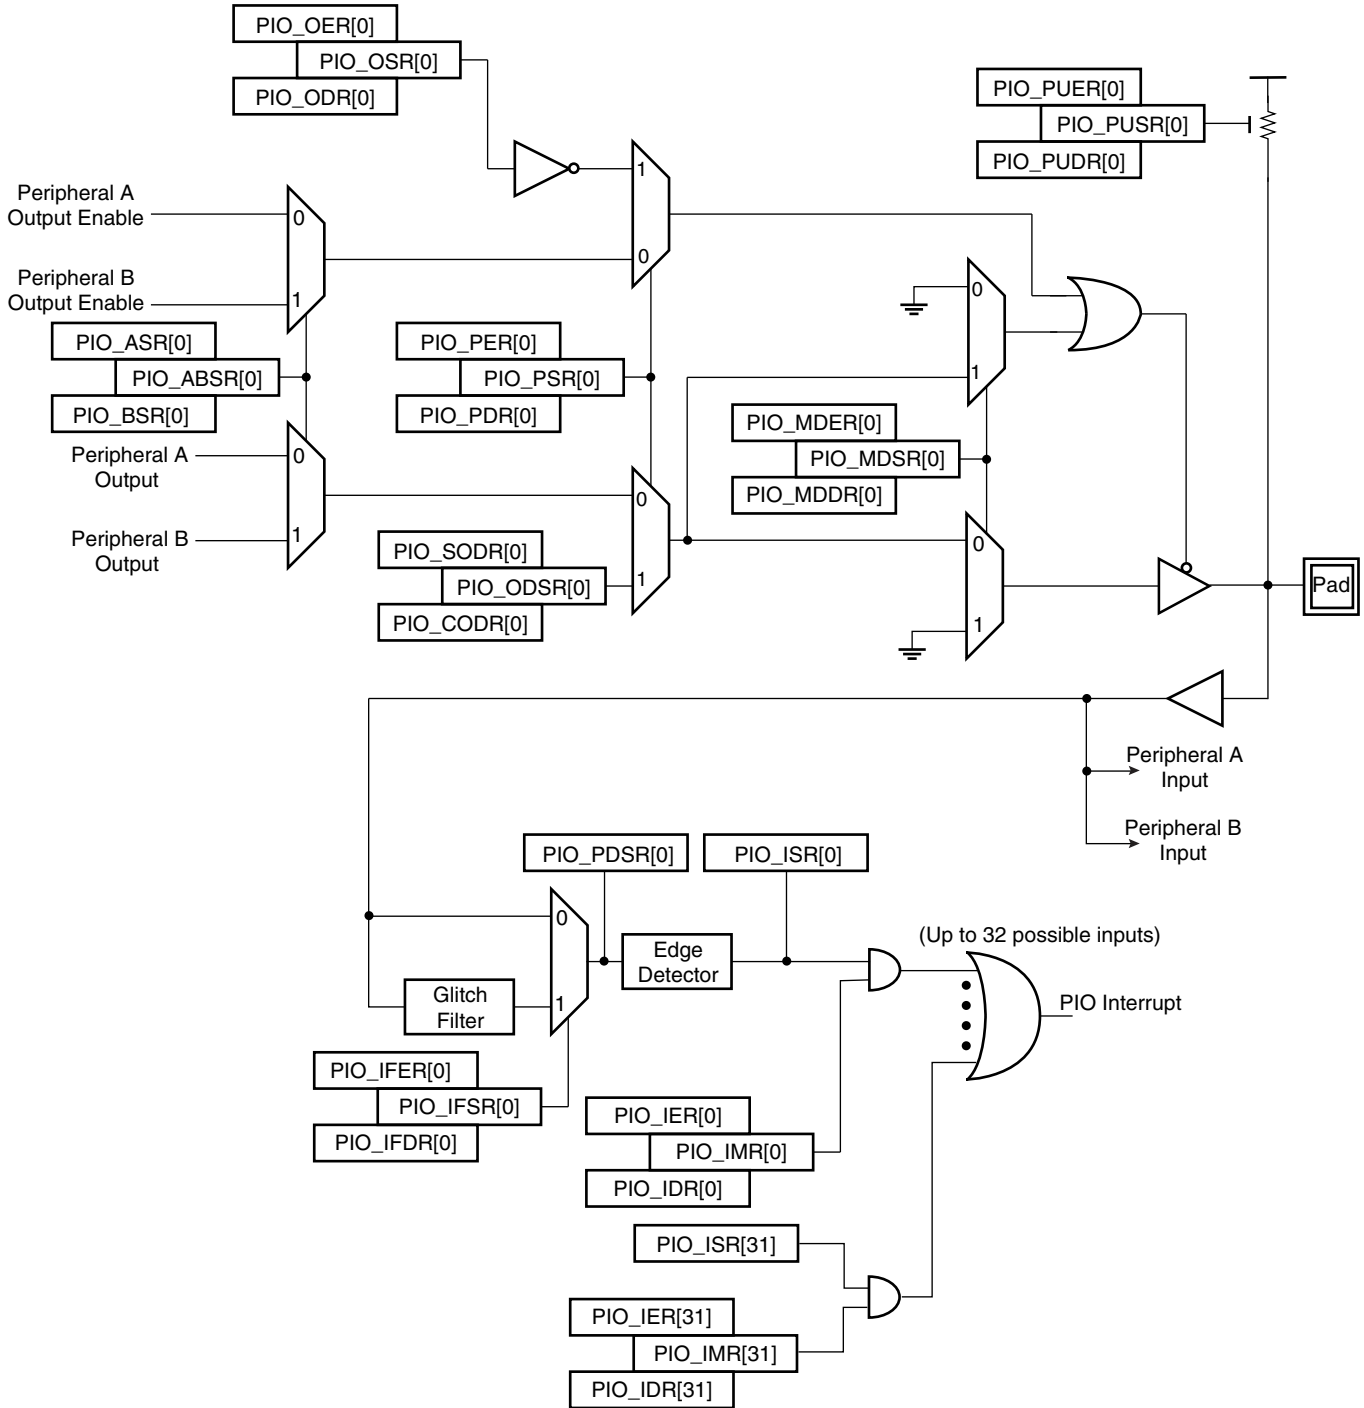 PIO_OER[0]
PIO_OSR[0]
PIO_ODR[0]
PIO_PUER[0]
PIO_PUSR[0]
PIO_PUDR[0]
1
0
Peripheral A
Output Enable
0
Peripheral B
Output Enable
1
PIO_ASR[0]
PIO_ABSR[0]
PIO_BSR[0]
PIO_PER[0]
PIO_PSR[0]
PIO_PDR[0]
0
1
PIO_MDER[0]
PIO_MDSR[0]
PIO_MDDR[0]
Peripheral A
Output
0
Peripheral B
Output
1
0
1
PIO_SODR[0]
PIO_ODSR[0]
PIO_CODR[0]
0
1
Pad
Peripheral A
Input
Peripheral B
Input
PIO_PDSR[0]
PIO_ISR[0]
0
1
Edge
Detector
Glitch
Filter
(Up to 32 possible inputs)
PIO Interrupt
PIO_IFER[0]
PIO_IFSR[0]
PIO_IFDR[0]
PIO_IER[0]
PIO_IMR[0]
PIO_IDR[0]
PIO_ISR[31]
PIO_IER[31]
PIO_IMR[31]
PIO_IDR[31]